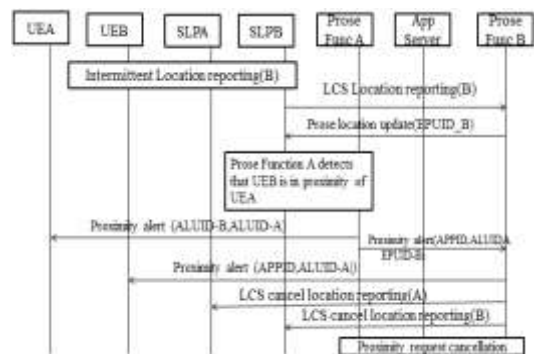 UEA
UEB
SLPA
SLPB
Prose
Func A
App
Server
Prose
Func B
Intermittent Location reporting(B)
LCS Location reporting(B)
Prose location update(EPUID_B)
Prose Function A detects
that UEB is in proximity of
UEA
Proximity alert (ALUID-B,ALUID-A)
Proximity alert(APPID,ALUIDA
EPUID-B)
Proximity alert (APPID,ALUID-A))
LCS cancel location reporting(A)
LCS-cancel location reporting(B)
Proximity request cancellation